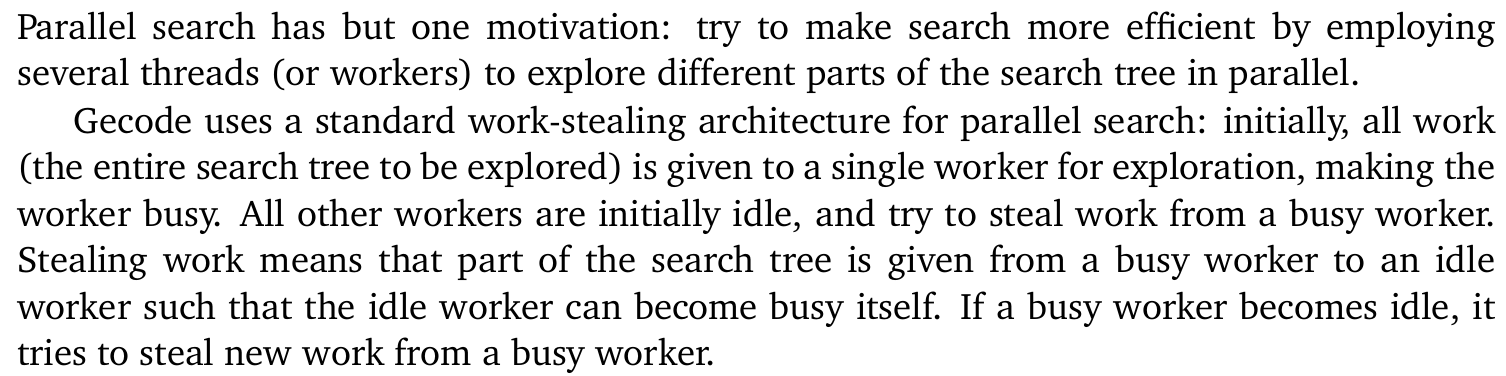 Parallel search has but one motivation: try to make search more efficient by employing
several threads (or workers) to explore different parts of the search tree in parallel.
Gecode uses a standard work-stealing architecture for parallel search: initially, all work
(the entire search tree to be explored) is given to a single worker for exploration, making the
worker busy. All other workers are initially idle, and try to steal work from a busy worker.
Stealing work means that part of the search tree is given from a busy worker to an idle
worker such that the idle worker can become busy itself. If a busy worker becomes idle, it
tries to steal new work from a busy worker.